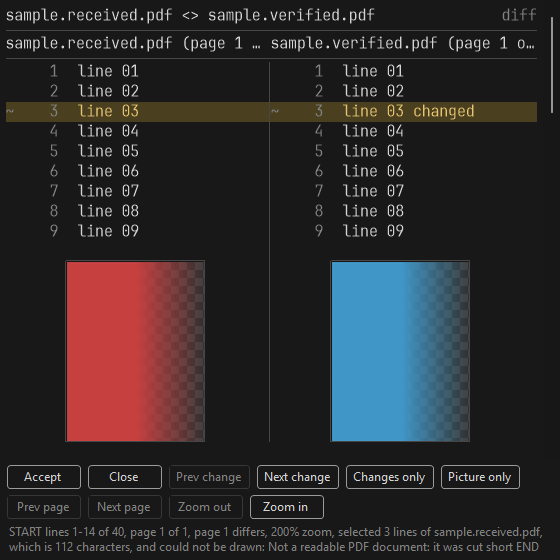 sample.received.pdf <> sample.verified.pdf diff
sample.received.pdf (page 1 … sample.verified.pdf (page 1 o…
1 line 01 1 line 01
2 line 02 2 line 02
~ 3 line 03 ~ 3 line 03 changed
4 line 04 4 line 04
5 line 05 5 line 05
6 line 06 6 line 06
7 line 07 7 line 07
8 line 08 8 line 08
9 line 09 9 line 09
Accept Close Prev change Next change Changes only Picture only
Prev page Next page Zoom out Zoom in
START lines 1-14 of 40, page 1 of 1, page 1 differs, 200% zoom, selected 3 lines of sample.received.pdf,
which is 112 characters, and could not be drawn: Not a readable PDF document: it was cut short END